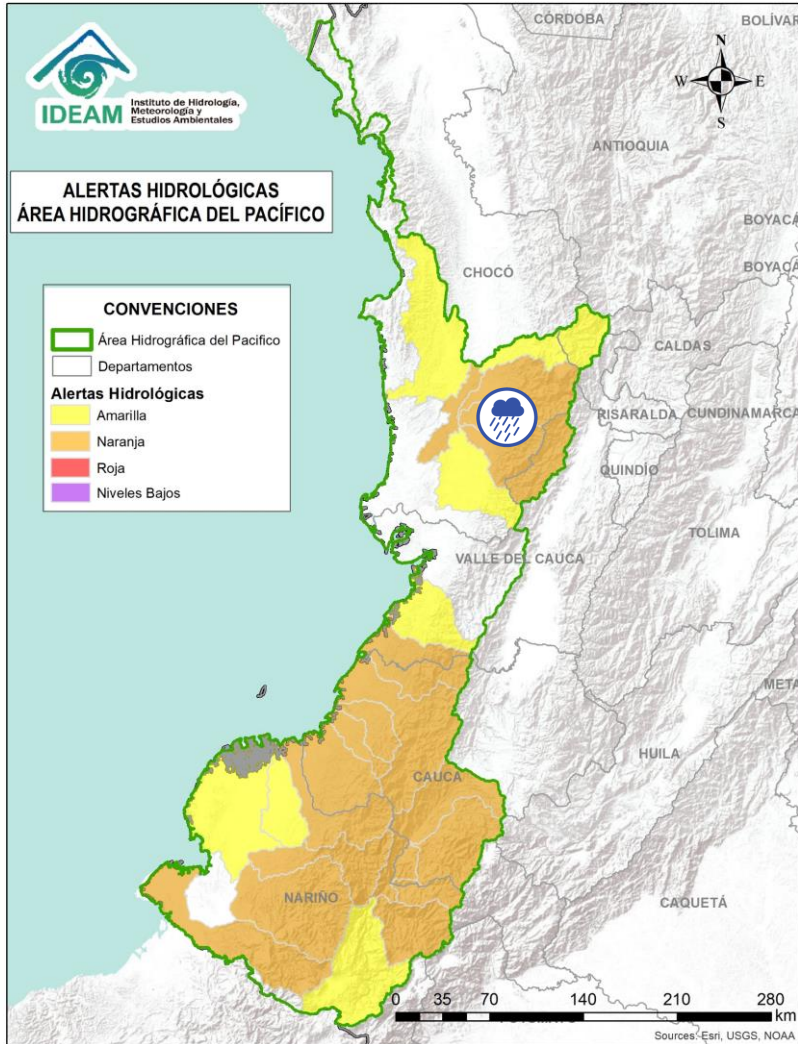 IDEAM
Instituto de Hidrología,
Meteorología y
Estudios Ambientales
ALERTAS HIDROLÓGICAS
ÁREA HIDROGRÁFICA DEL PACÍFICO
CONVENCIONES
Área Hidrográfica del Pacífico
Departamentos
Alertas Hidrológicas
Amarilla
Naranja
Roja
Niveles Bajos
CÓRDOBA
BOLÍVAR
N
W
E
S
ANTIOQUIA
BOYACÁ
CHOCÓ
BOYACÁ
CALDAS
RISARALDA
CUNDINAMARCA
QUINDÍO
TOLIMA
VALLE DEL CAUCA
META
HUILA
CAUCA
NARIÑO
CAQUETÁ
0 35 70 140 210 280
km
Sources: Esri, USGS, NOAA